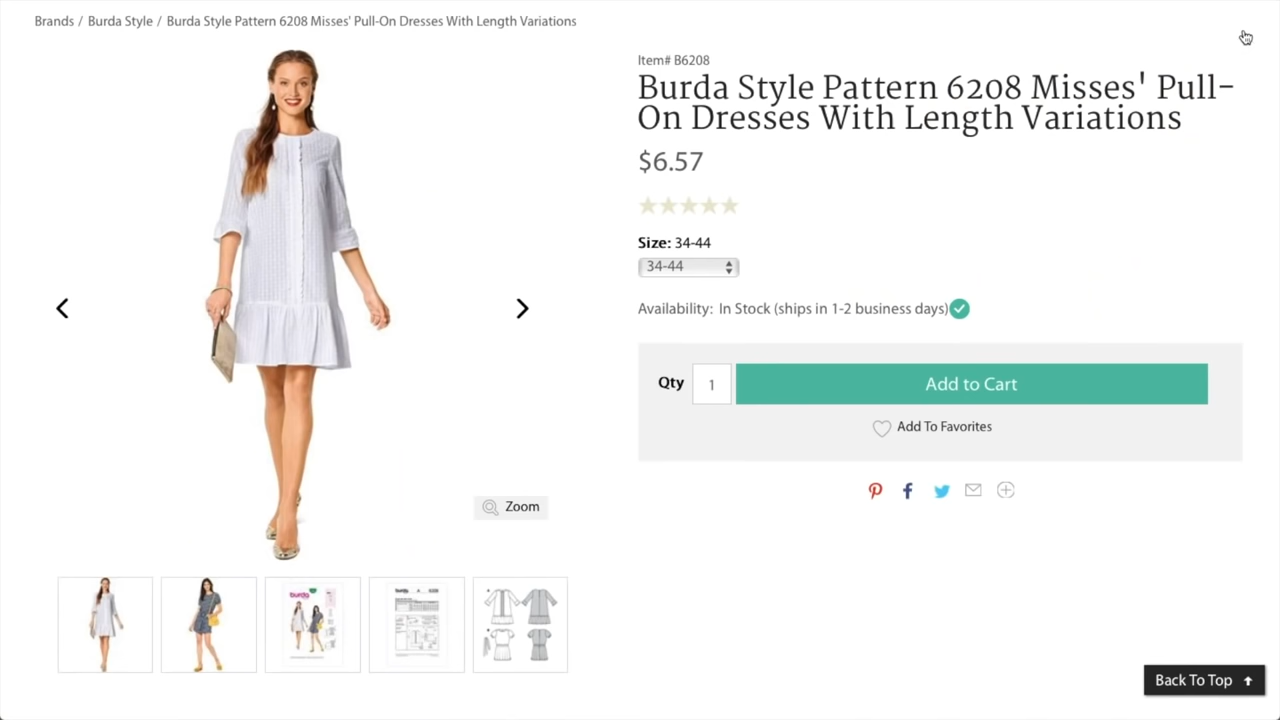 Brands / Burda Style / Burda Style Pattern 6208 Misses' Pull-On Dresses With Length Variations
Item# B6208
Burda Style Pattern 6208 Misses' Pull-
On Dresses With Length Variations
$6.57
Size: 34-44
34-44
Availability: In Stock (ships in 1-2 business days)
Qty 1 Add to Cart
Add To Favorites
Zoom
burda
burda
Back To Top